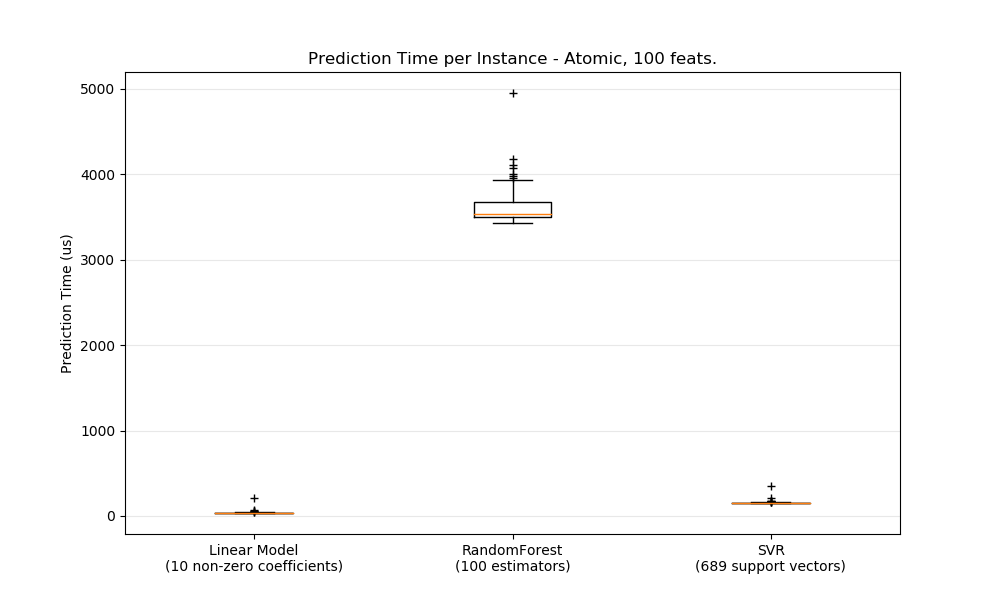 Prediction Time per Instance - Atomic, 100 feats.
Prediction Time (us)
5000
4000
3000
2000
1000
0
Linear Model
(10 non-zero coefficients)
RandomForest
(100 estimators)
SVR
(689 support vectors)